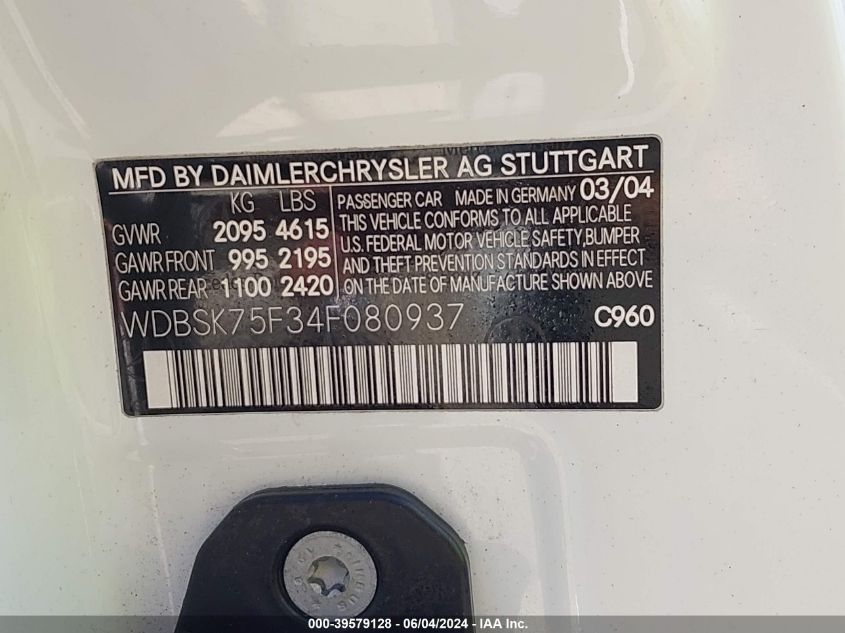 MFD BY DAIMLERCHRYSLER AG STUTTGART
KG LBS
GVWR 2095 4615
GAWR FRONT 995 2195
GAWR REAR 1100 2420
PASSENGER CAR MADE IN GERMANY 03/04
THIS VEHICLE CONFORMS TO ALL APPLICABLE
U.S. FEDERAL MOTOR VEHICLE SAFETY,BUMPER
AND THEFT PREVENTION STANDARDS IN EFFECT
ON THE DATE OF MANUFACTURE SHOWN ABOVE
WDBSK75F34F080937 C960
000-39579128 - 06/04/2024 - IAA Inc.